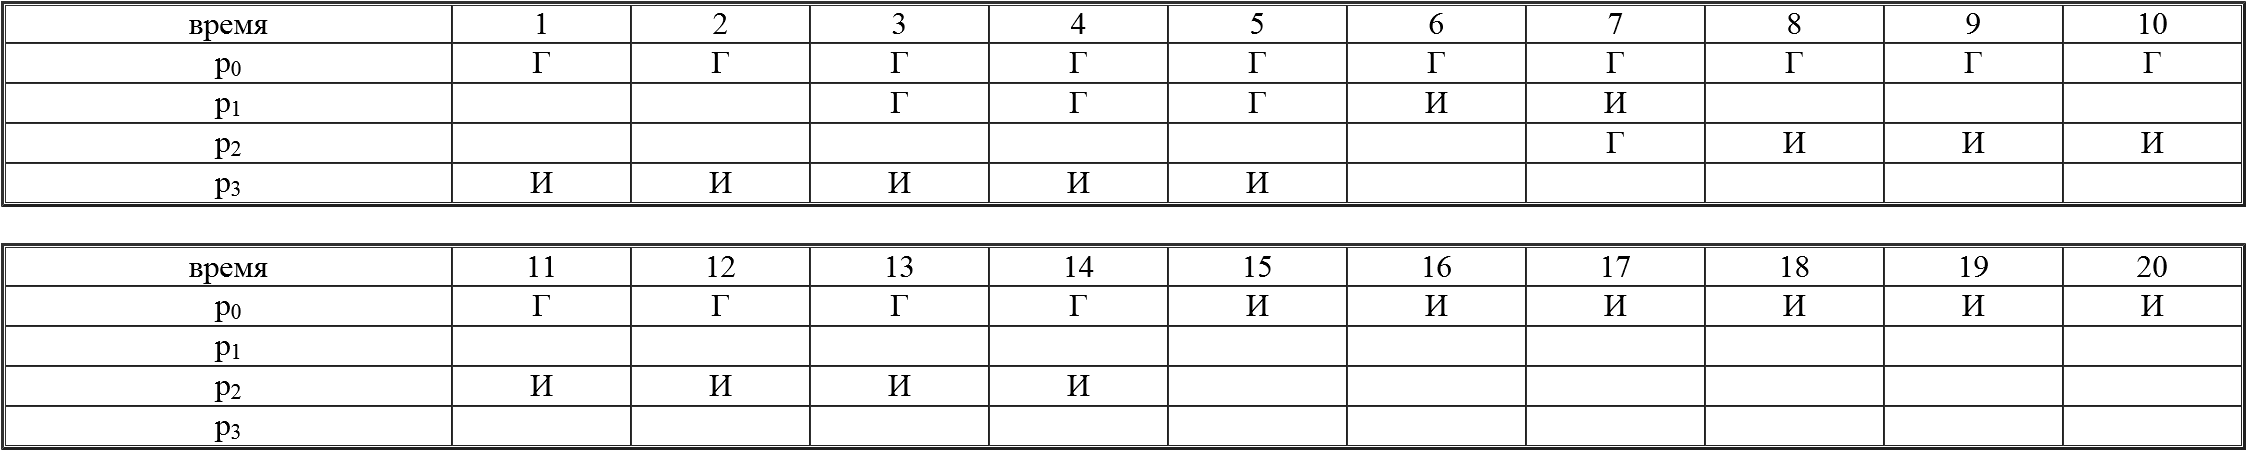 время 1 2 3 4 5 6 7 8 9 10
p0 Г Г Г Г Г Г Г Г Г Г
p1 Г Г Г И И
p2 Г И И И
p3 И И И И И
время 11 12 13 14 15 16 17 18 19 20
p0 Г Г Г Г И И И И И И
p1
p2 И И И И
p3